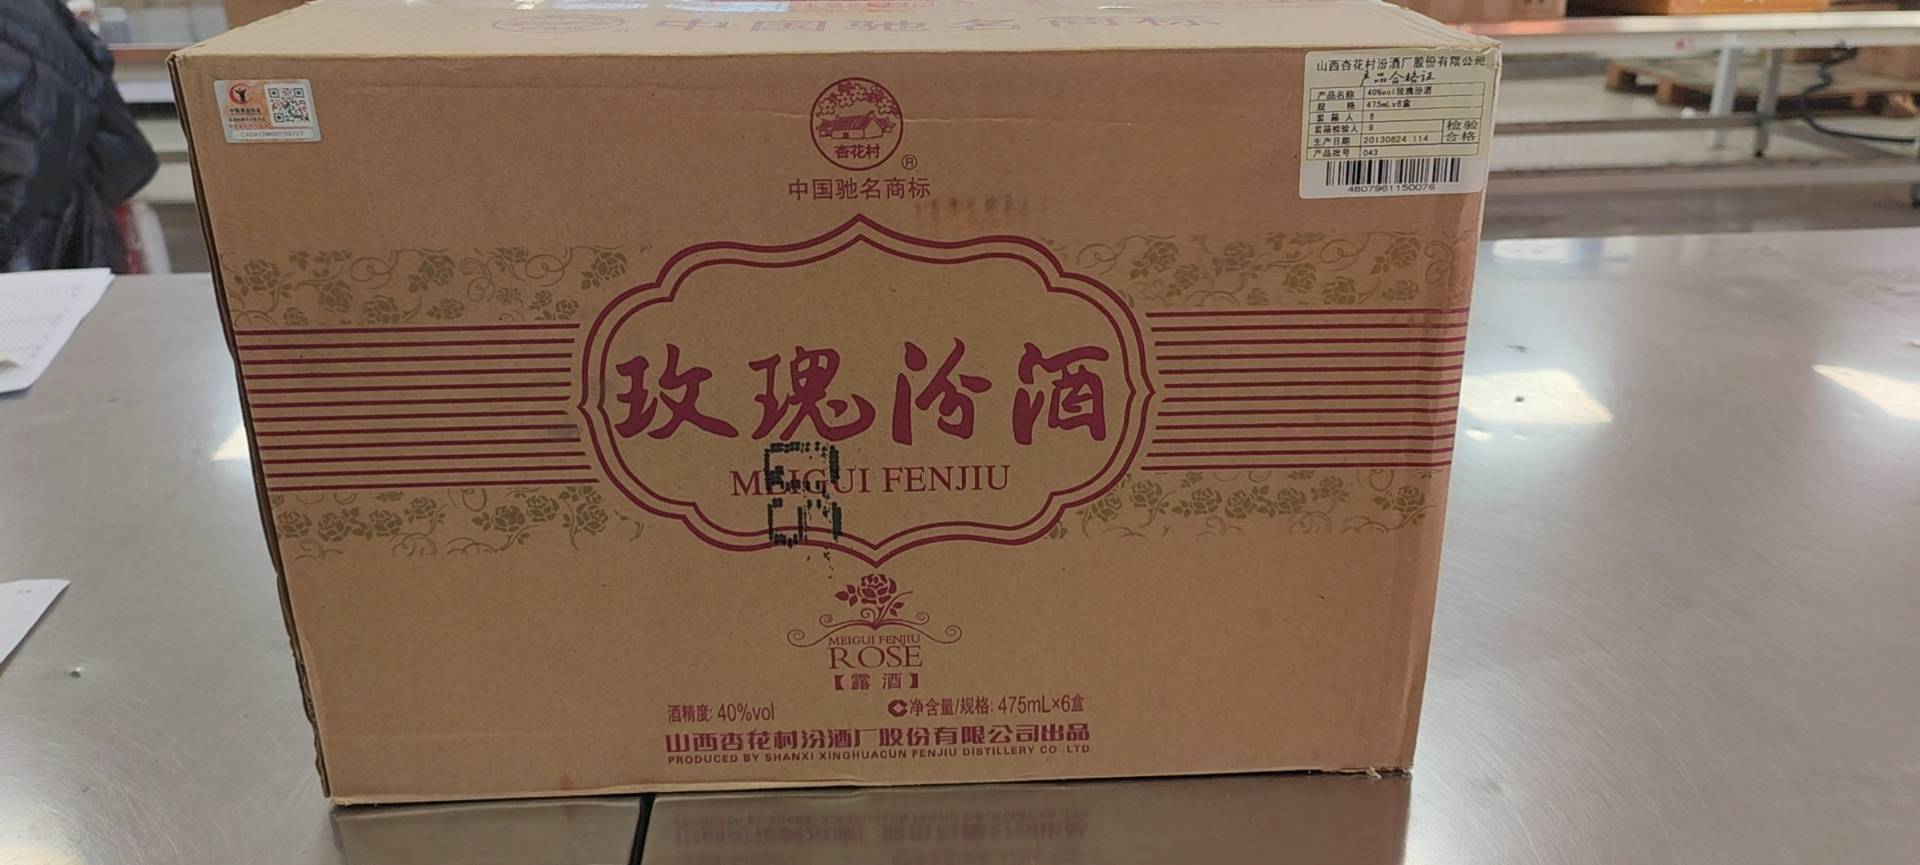 中国驰名商标
山西杏花村汾酒厂股份有限公司
产品合格证
产品名称 40%vol玫瑰汾酒
规 格 475mL×6盒
装箱人 6
装箱检验人 9
检验合格
生产日期 20130624 114
产品批号 043
4807961150076
杏花村
®
中国驰名商标
玫瑰汾酒
MEIGUI FENJIU
MEIGUI FENJIU
ROSE
【露酒】
酒精度: 40%vol
净含量/规格: 475mL×6盒
山西杏花村汾酒厂股份有限公司出品
PRODUCED BY SHANXI XINGHUACUN FENJIU DISTILLERY CO.,LTD.